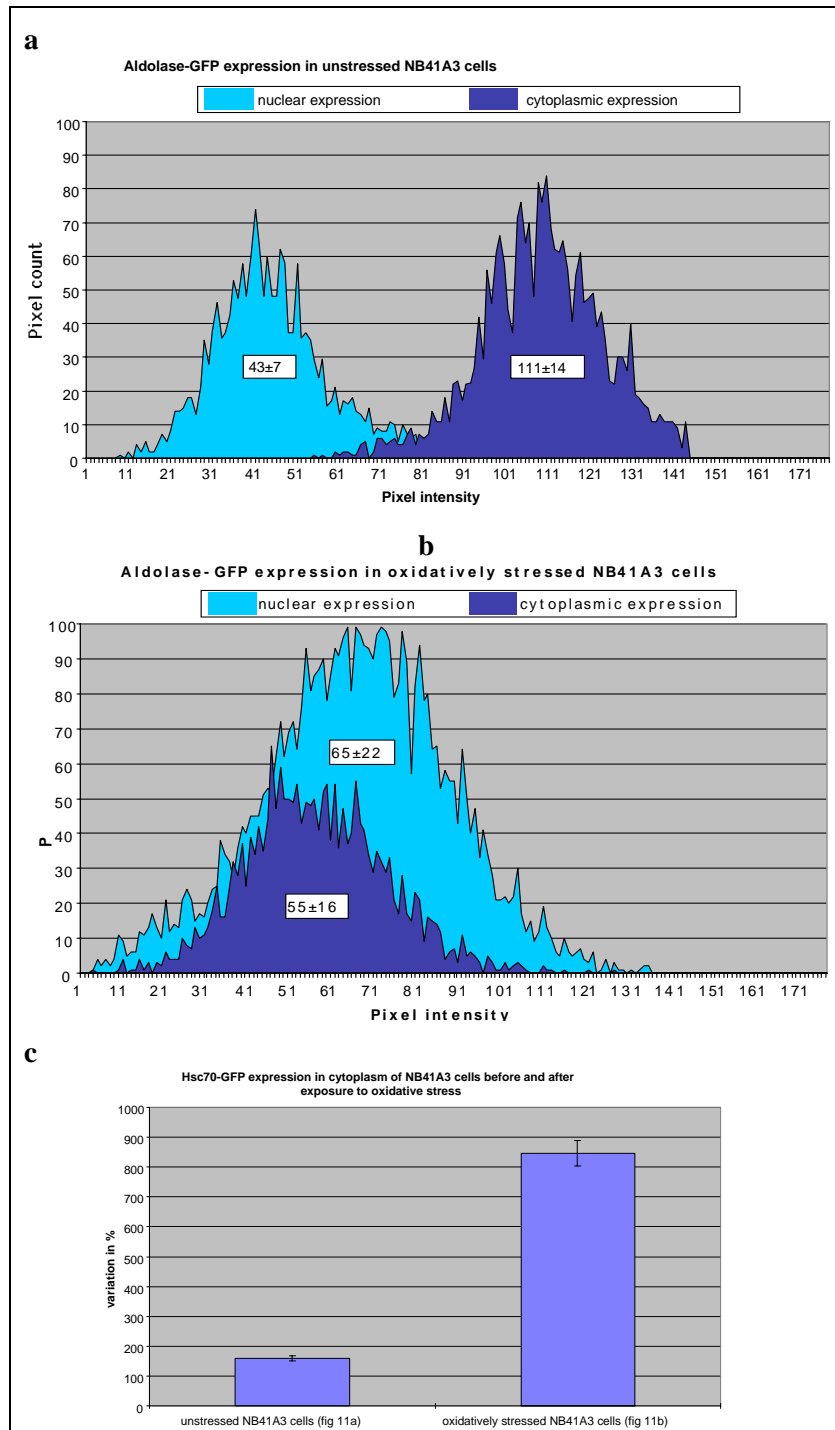 a
Aldolase-GFP expression in unstressed NB41A3 cells
nuclear expression cytoplasmic expression
100
90
80
70
60
50
40
30
20
10
0
Pixel count
43±7
111±14
1 11 21 31 41 51 61 71 81 91 101 111 121 131 141 151 161 171
Pixel intensity
b
Aldolase- GFP expression in oxidatively stressed NB41A3 cells
nuclear expression cytoplasmic expression
100
90
80
70
60
50
40
30
20
10
0
P
65±22
55±16
1 11 21 31 41 51 61 71 81 91 101 111 121 131 141 151 161 171
Pixel intensity
c
Hsc70-GFP expression in cytoplasm of NB41A3 cells before and after
exposure to oxidative stress
1000
900
800
700
600
500
400
300
200
100
0
variation in %
unstressed NB41A3 cells (fig 11a) oxidatively stressed NB41A3 cells (fig 11b)